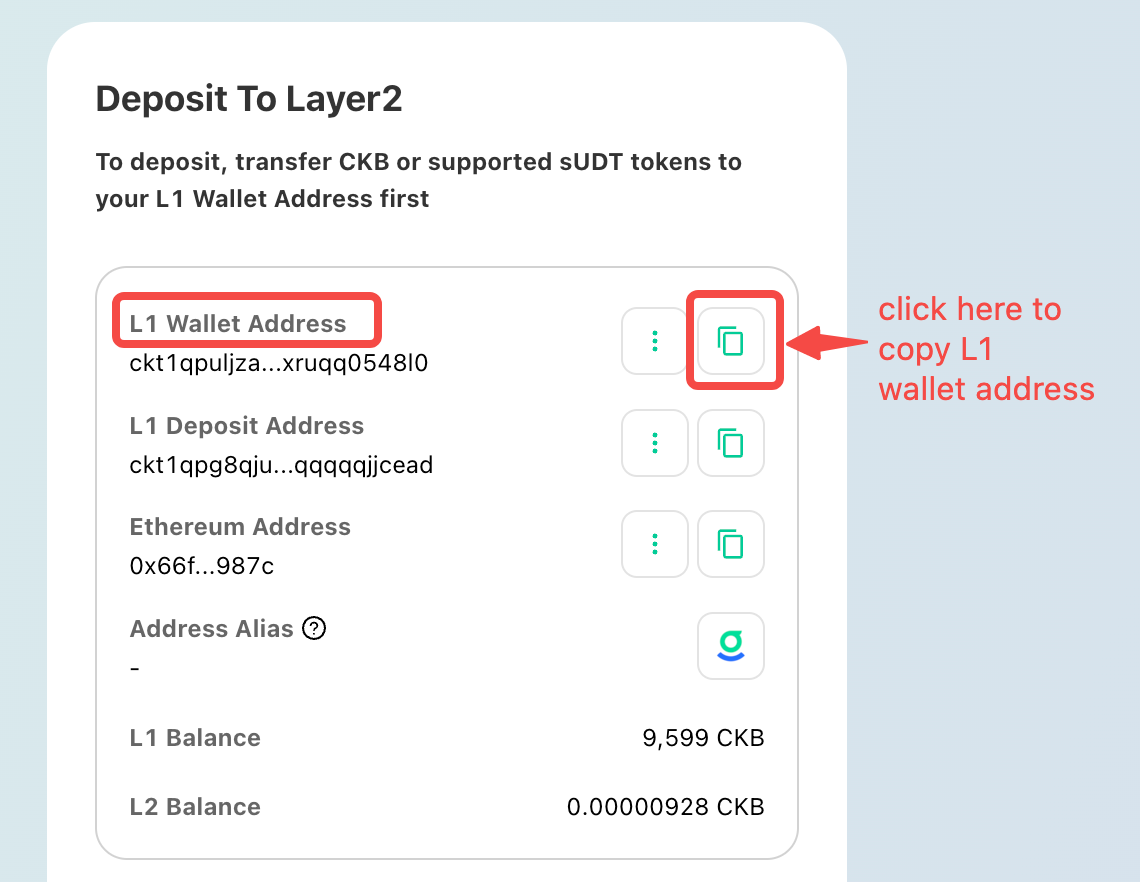 Deposit To Layer2
To deposit, transfer CKB or supported sUDT tokens to
your L1 Wallet Address first
L1 Wallet Address
ckt1qpuljza...xruqq0548l0
click here to
copy L1
wallet address
L1 Deposit Address
ckt1qpg8qju...qqqqqjjcead
Ethereum Address
0x66f...987c
Address Alias ?
-
L1 Balance 9,599 CKB
L2 Balance 0.00000928 CKB